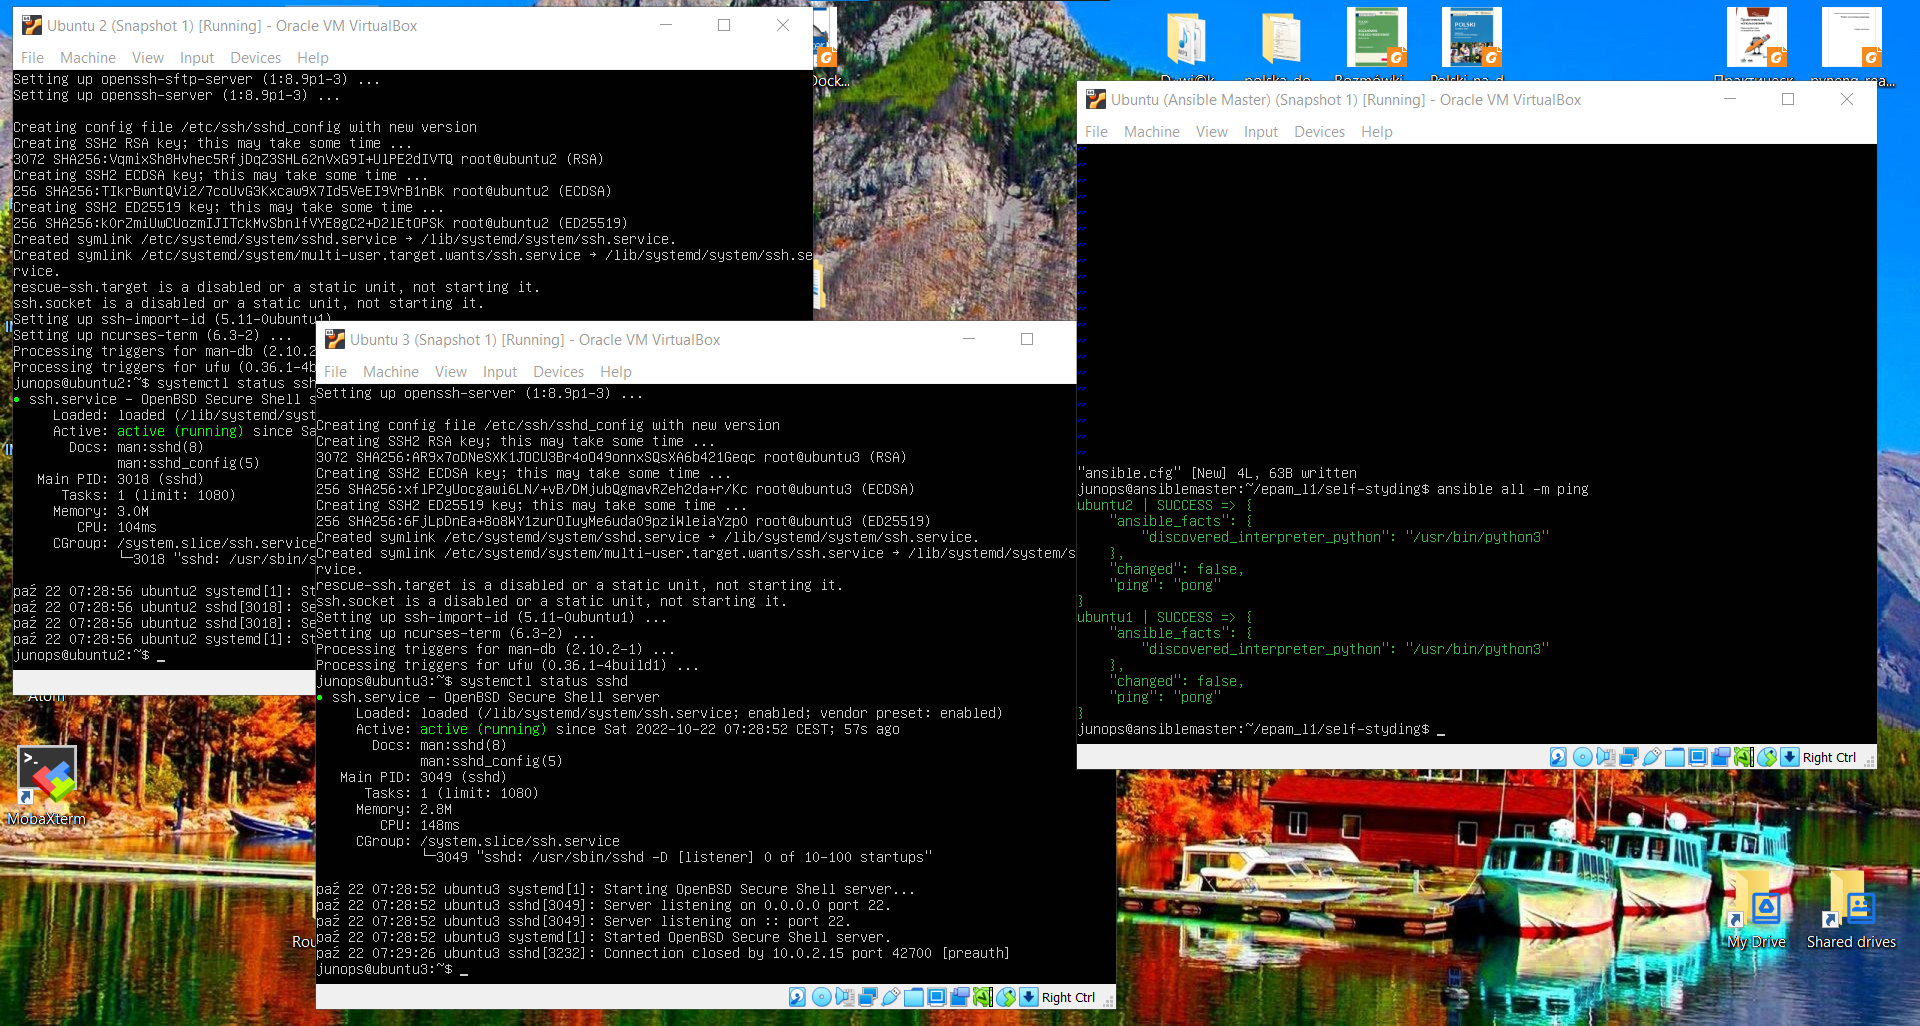 Ubuntu 2 (Snapshot 1) [Running] - Oracle VM VirtualBox
File Machine View Input Devices Help
Setting up openssh-sftp-server (1:8.9p1-3) ...
Setting up openssh-server (1:8.9p1-3) ...
Creating config file /etc/ssh/sshd_config with new version
Creating SSH2 RSA key; this may take some time ...
3072 SHA256:VqmixSh8Hvhec5RfjDqZ3SHL62nVxG9I+UlPE2dIVTQ root@ubuntu2 (RSA)
Creating SSH2 ECDSA key; this may take some time ...
256 SHA256:TIkrBwntQVi2/7coUvG3Kxcaw9X7Id5VeEI9VrB1nBk root@ubuntu2 (ECDSA)
Creating SSH2 ED25519 key; this may take some time ...
256 SHA256:kOrZmiUwCUozmIJITckMvSbnlfVYE8gC2+D2lEtOPSk root@ubuntu2 (ED25519)
Created symlink /etc/systemd/system/sshd.service → /lib/systemd/system/ssh.service.
Created symlink /etc/systemd/system/multi-user.target.wants/ssh.service → /lib/systemd/system/ssh.se
rvice.
rescue-ssh.target is a disabled or a static unit, not starting it.
ssh.socket is a disabled or a static unit, not starting it.
Setting up ssh-import-id (5.11-0ubuntu1)
Setting up ncurses-term (6.3-2) ...
Processing triggers for man-db (2.10.2
Processing triggers for ufw (0.36.1-4b
junops@ubuntu2:~$ systemctl status ssh
● ssh.service - OpenBSD Secure Shell s
Loaded: loaded (/lib/systemd/syst
Active: active (running) since Sa
Docs: man:sshd(8)
man:sshd_config(5)
Main PID: 3018 (sshd)
Tasks: 1 (limit: 1080)
Memory: 3.0M
CPU: 104ms
CGroup: /system.slice/ssh.service
└─3018 "sshd: /usr/sbin/s
paź 22 07:28:56 ubuntu2 systemd[1]: St
paź 22 07:28:56 ubuntu2 sshd[3018]: Se
paź 22 07:28:56 ubuntu2 sshd[3018]: Se
paź 22 07:28:56 ubuntu2 systemd[1]: St
junops@ubuntu2:~$ _
Ubuntu 3 (Snapshot 1) [Running] - Oracle VM VirtualBox
File Machine View Input Devices Help
Setting up openssh-server (1:8.9p1-3) ...
Creating config file /etc/ssh/sshd_config with new version
Creating SSH2 RSA key; this may take some time ...
3072 SHA256:AR9x7oDNeSXK1JOCU3Br4oO49onnxSQsXA6b421Geqc root@ubuntu3 (RSA)
Creating SSH2 ECDSA key; this may take some time ...
256 SHA256:xflPZyUocgawi6LN/+vB/DMjubQgmavRZeh2da+r/Kc root@ubuntu3 (ECDSA)
Creating SSH2 ED25519 key; this may take some time ...
256 SHA256:6FjLpDnEa+8o8WY1zurOIuyMe6uda09pziWleiaYzp0 root@ubuntu3 (ED25519)
Created symlink /etc/systemd/system/sshd.service → /lib/systemd/system/ssh.service.
Created symlink /etc/systemd/system/multi-user.target.wants/ssh.service → /lib/systemd/system/s
rvice.
rescue-ssh.target is a disabled or a static unit, not starting it.
ssh.socket is a disabled or a static unit, not starting it.
Setting up ssh-import-id (5.11-0ubuntu1) ...
Setting up ncurses-term (6.3-2) ...
Processing triggers for man-db (2.10.2-1) ...
Processing triggers for ufw (0.36.1-4build1) ...
junops@ubuntu3:~$ systemctl status sshd
● ssh.service - OpenBSD Secure Shell server
Loaded: loaded (/lib/systemd/system/ssh.service; enabled; vendor preset: enabled)
Active: active (running) since Sat 2022-10-22 07:28:52 CEST; 57s ago
Docs: man:sshd(8)
man:sshd_config(5)
Main PID: 3049 (sshd)
Tasks: 1 (limit: 1080)
Memory: 2.8M
CPU: 148ms
CGroup: /system.slice/ssh.service
└─3049 "sshd: /usr/sbin/sshd -D [listener] 0 of 10-100 startups"
paź 22 07:28:52 ubuntu3 systemd[1]: Starting OpenBSD Secure Shell server...
paź 22 07:28:52 ubuntu3 sshd[3049]: Server listening on 0.0.0.0 port 22.
paź 22 07:28:52 ubuntu3 sshd[3049]: Server listening on :: port 22.
paź 22 07:28:52 ubuntu3 systemd[1]: Started OpenBSD Secure Shell server.
paź 22 07:29:26 ubuntu3 sshd[3232]: Connection closed by 10.0.2.15 port 42700 [preauth]
junops@ubuntu3:~$ _
Right Ctrl
Ubuntu (Ansible Master) (Snapshot 1) [Running] - Oracle VM VirtualBox
File Machine View Input Devices Help
"ansible.cfg" [New] 4L, 63B written
junops@ansiblemaster:~/epam_l1/self-styding$ ansible all -m ping
ubuntu2 | SUCCESS => {
"ansible_facts": {
"discovered_interpreter_python": "/usr/bin/python3"
},
"changed": false,
"ping": "pong"
}
ubuntu1 | SUCCESS => {
"ansible_facts": {
"discovered_interpreter_python": "/usr/bin/python3"
},
"changed": false,
"ping": "pong"
}
junops@ansiblemaster:~/epam_l1/self-styding$ _
Right Ctrl
POLSKI
Atom
MobaXterm
Rou
My Drive
Shared drives